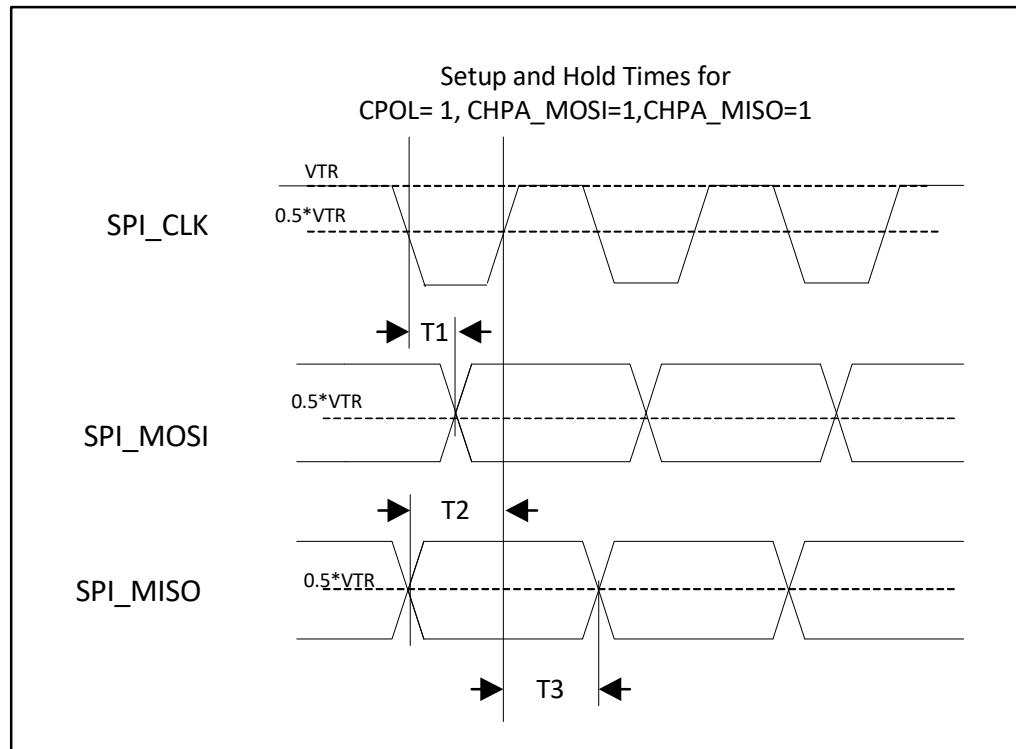 Setup and Hold Times for
CPOL= 1, CHPA_MOSI=1,CHPA_MISO=1
VTR
SPI_CLK
0.5*VTR
T1
0.5*VTR
SPI_MOSI
T2
SPI_MISO
0.5*VTR
T3